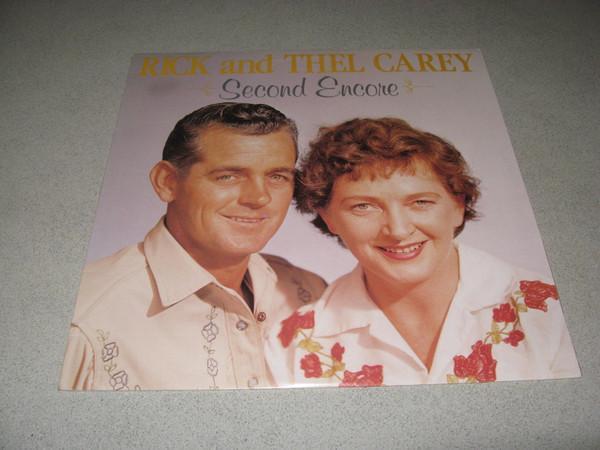 RICK and THEL CAREY
Second Encore